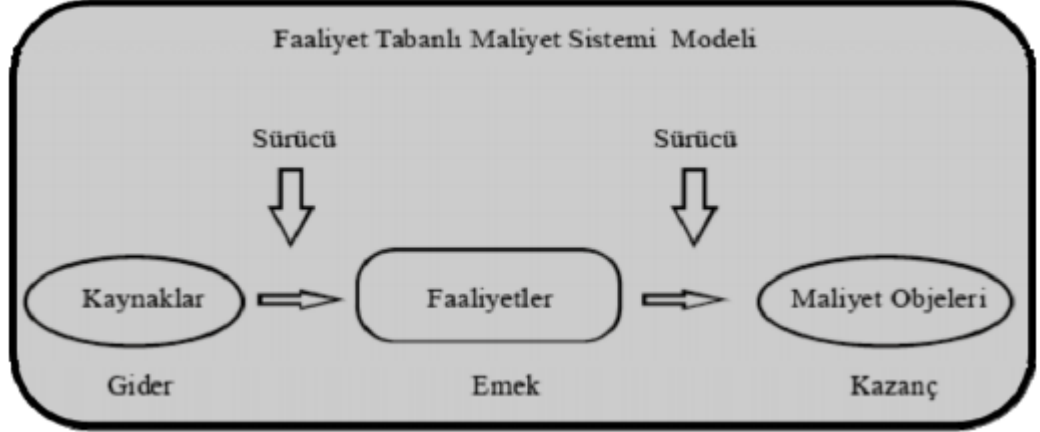 Faaliyet Tabanlı Maliyet Sistemi Modeli
Sürücü Sürücü
Kaynaklar Faaliyetler Maliyet Objeleri
Gider Emek Kazanç